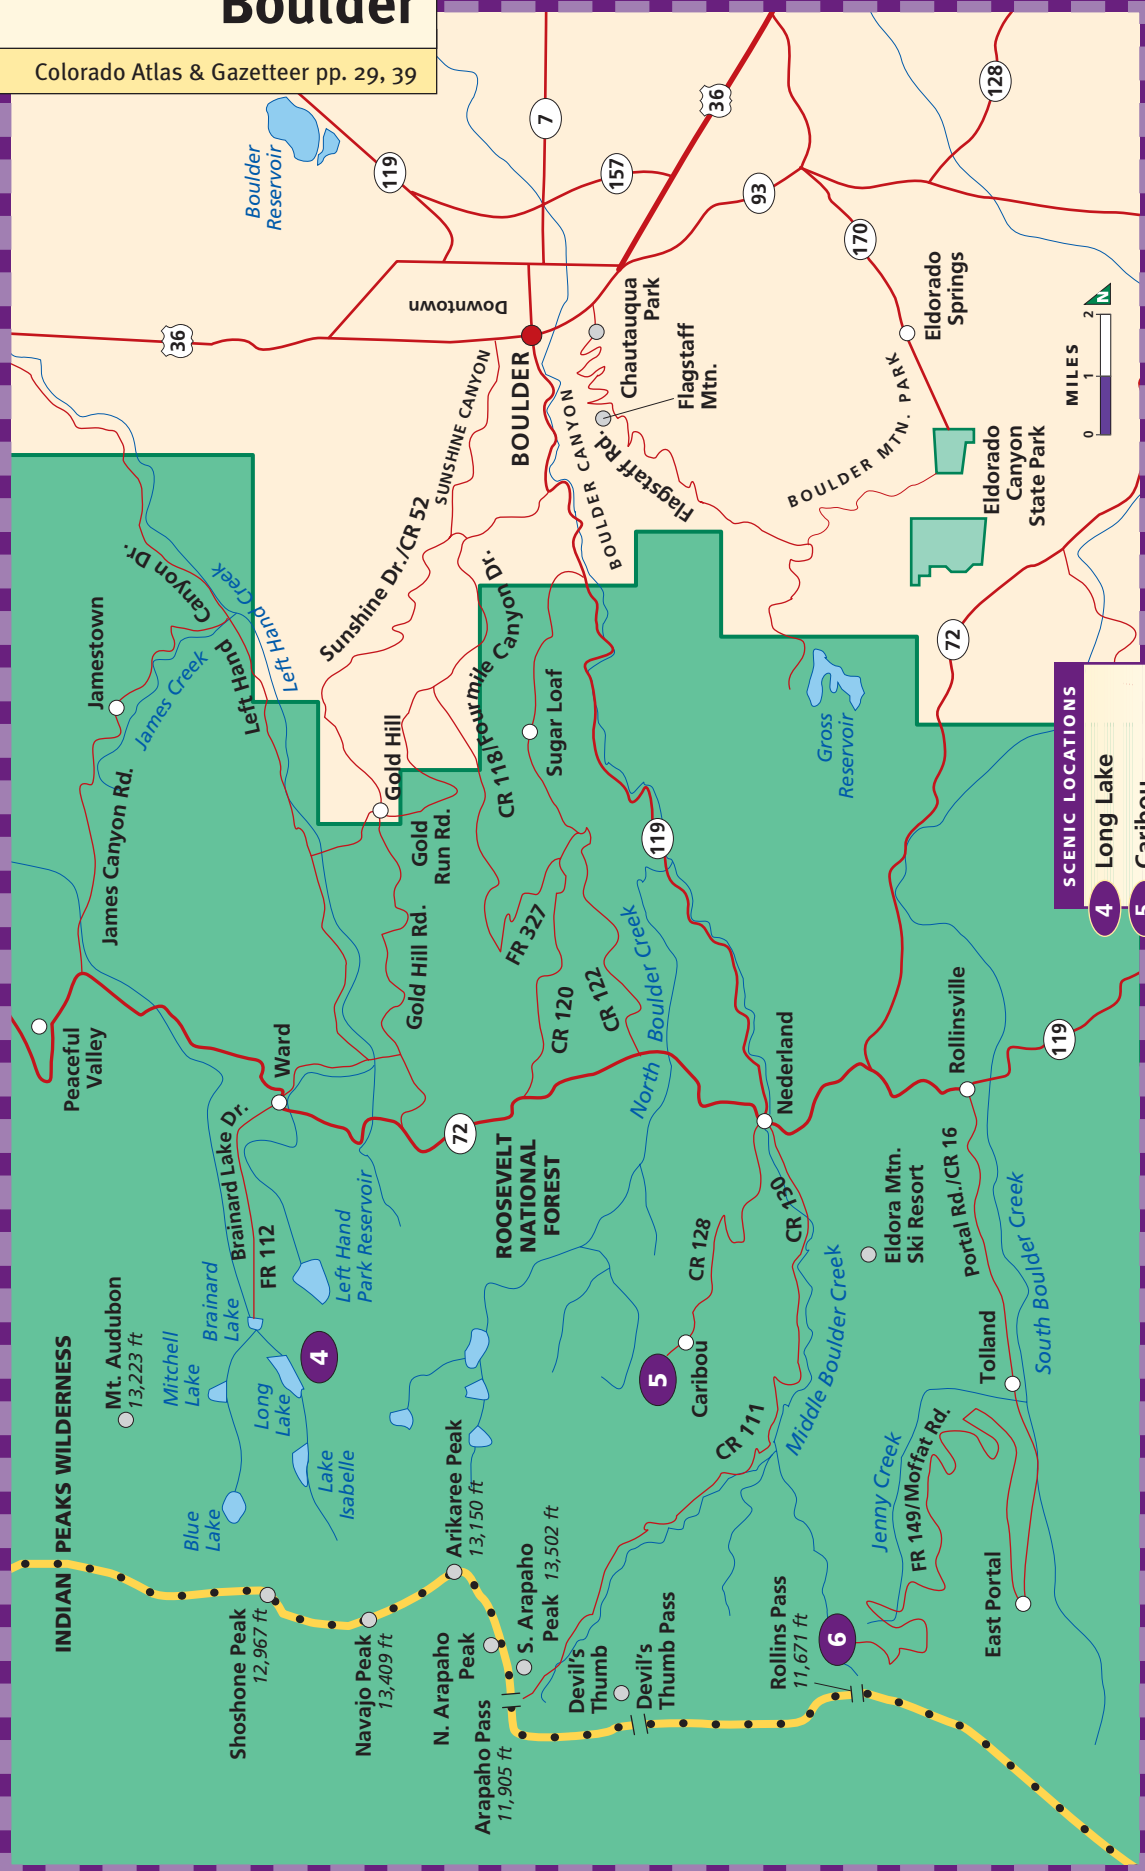 Boulder
Colorado Atlas & Gazetteer pp. 29, 39
Boulder
Reservoir
119
7
157
36
93
128
170
36
Downtown
BOULDER
SUNSHINE CANYON
BOULDER CANYON
Chautauqua
Park
Flagstaff
Mtn.
Flagstaff Rd.
BOULDER MTN. PARK
Eldorado
Springs
Eldorado
Canyon
State Park
MILES
0
1
2
N
Sunshine Dr./CR 52
Jamestown
James Creek
Left Hand
Canyon Dr.
Left Hand Creek
James Canyon Rd.
Gold Hill
Gold
Run Rd.
Gold Hill Rd.
CR 118/Fourmile Canyon Dr.
Sugar Loaf
FR 327
CR 120
CR 122
119
North Boulder Creek
Gross
Reservoir
72
SCENIC LOCATIONS
4
Long Lake
5
Caribou
Peaceful
Valley
Ward
Brainard Lake Dr.
FR 112
72
ROOSEVELT
NATIONAL
FOREST
Left Hand
Park Reservoir
Nederland
Rollinsville
119
CR 130
CR 128
Eldora Mtn.
Ski Resort
Portal Rd./CR 16
South Boulder Creek
Middle Boulder Creek
Tolland
INDIAN PEAKS WILDERNESS
Mt. Audubon
13,223 ft
Mitchell
Lake
Brainard
Lake
Long
Lake
4
Lake
Isabelle
Blue
Lake
5
Caribou
CR 111
Jenny Creek
FR 149/Moffat Rd.
East Portal
Shoshone Peak
12,967 ft
Navajo Peak
13,409 ft
Arikaree Peak
13,150 ft
N. Arapaho
Peak
S. Arapaho
Peak 13,502 ft
Arapaho Pass
11,905 ft
Devil's
Thumb
Devil's
Thumb Pass
Rollins Pass
11,671 ft
6